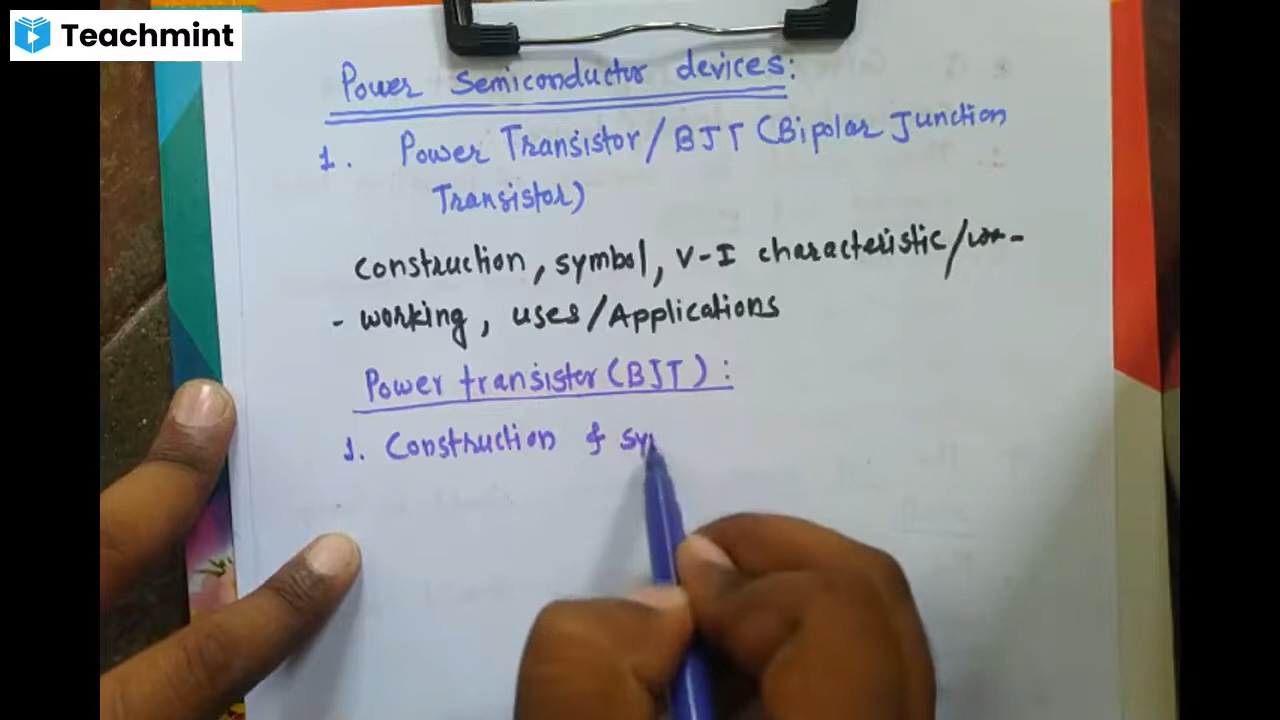 Teachmint
Power Semiconductor devices:
1. Power Transistor/BJT (Bipolar Junction
Transistor)
construction, symbol, V-I characteristic/wor-
- working, uses/Applications
Power transistor (BJT) :
1. Construction & sy